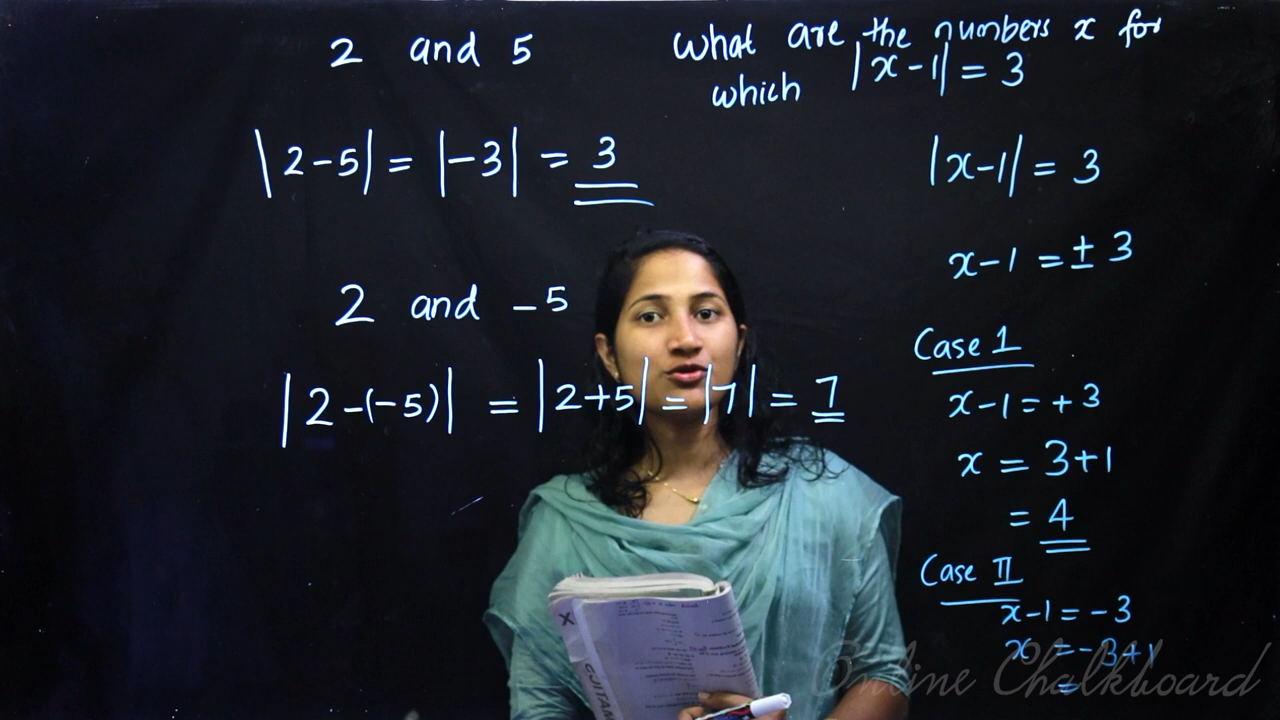 2 and 5
|2-5| = |-3| = 3
2 and -5
|2-(-5)| = |2+5| = |7| = 7
What are the numbers x for
which |x-1| = 3
|x-1| = 3
x-1 = ± 3
Case 1
x-1 = +3
x = 3+1
= 4
Case II
x-1 = -3
x = -3+1
=
X
Online Chalkboard